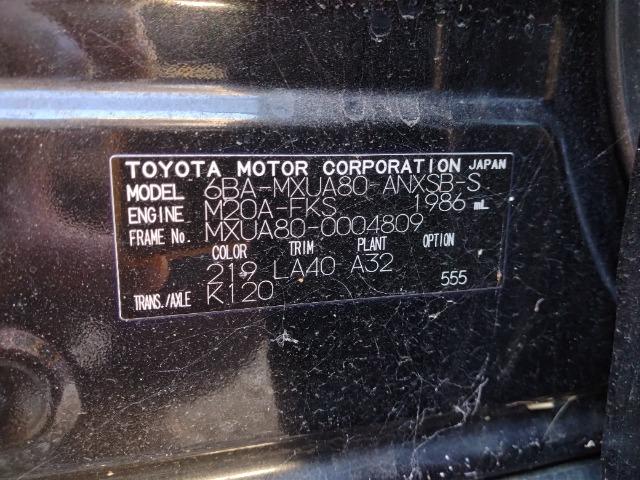 TOYOTA MOTOR CORPORATION JAPAN
MODEL 6BA-MXUA80-ANXSB-S
ENGINE M20A-FKS 1986 mL
FRAME No. MXUA80-0004809
COLOR TRIM PLANT OPTION
219 LA40 A32
TRANS./AXLE K120 555